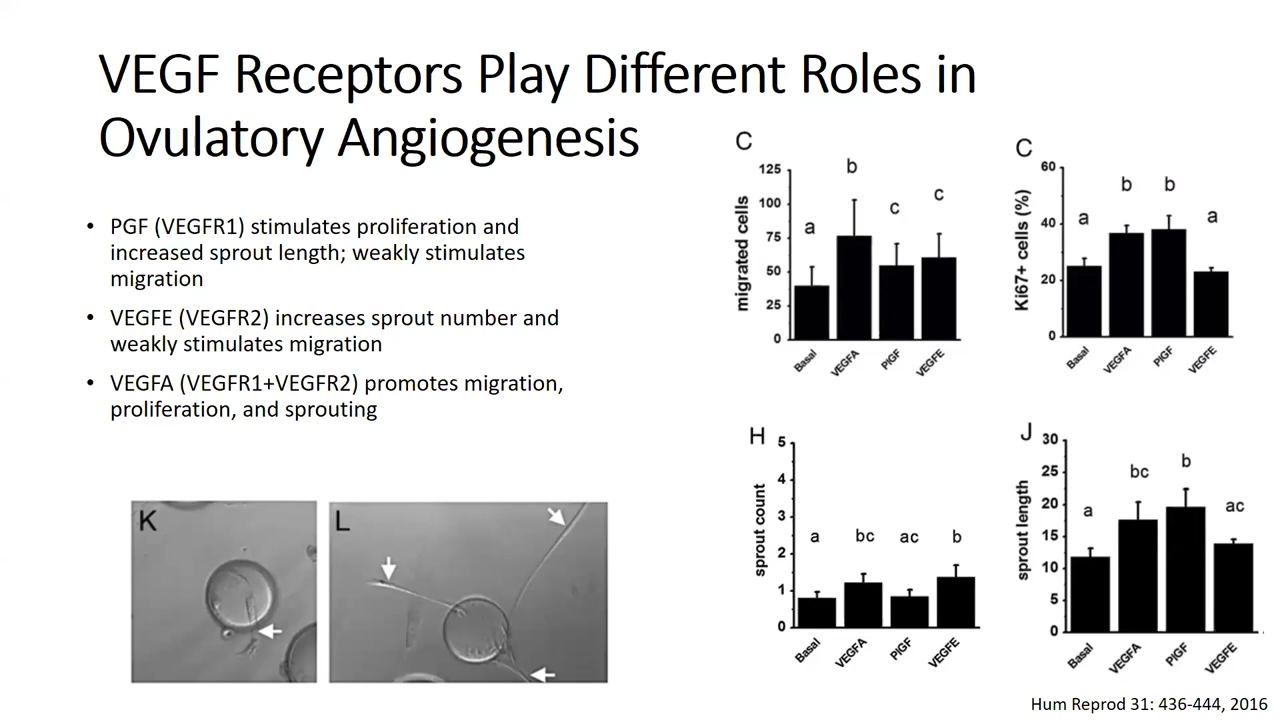 VEGF Receptors Play Different Roles in
Ovulatory Angiogenesis
• PGF (VEGFR1) stimulates proliferation and
increased sprout length; weakly stimulates
migration
• VEGFE (VEGFR2) increases sprout number and
weakly stimulates migration
• VEGFA (VEGFR1+VEGFR2) promotes migration,
proliferation, and sprouting
K
L
C
migrated cells
125
100
75
50
25
0
a
b
c
c
Basal
VEGFA
PlGF
VEGFE
C
Ki67+ cells (%)
60
40
20
0
a
b
b
a
Basal
VEGFA
PlGF
VEGFE
H
sprout count
5
4
3
2
1
0
a
bc
ac
b
Basal
VEGFA
PlGF
VEGFE
J
sprout length
30
25
20
15
10
5
0
a
bc
b
ac
Basal
VEGFA
PlGF
VEGFE
Hum Reprod 31: 436-444, 2016